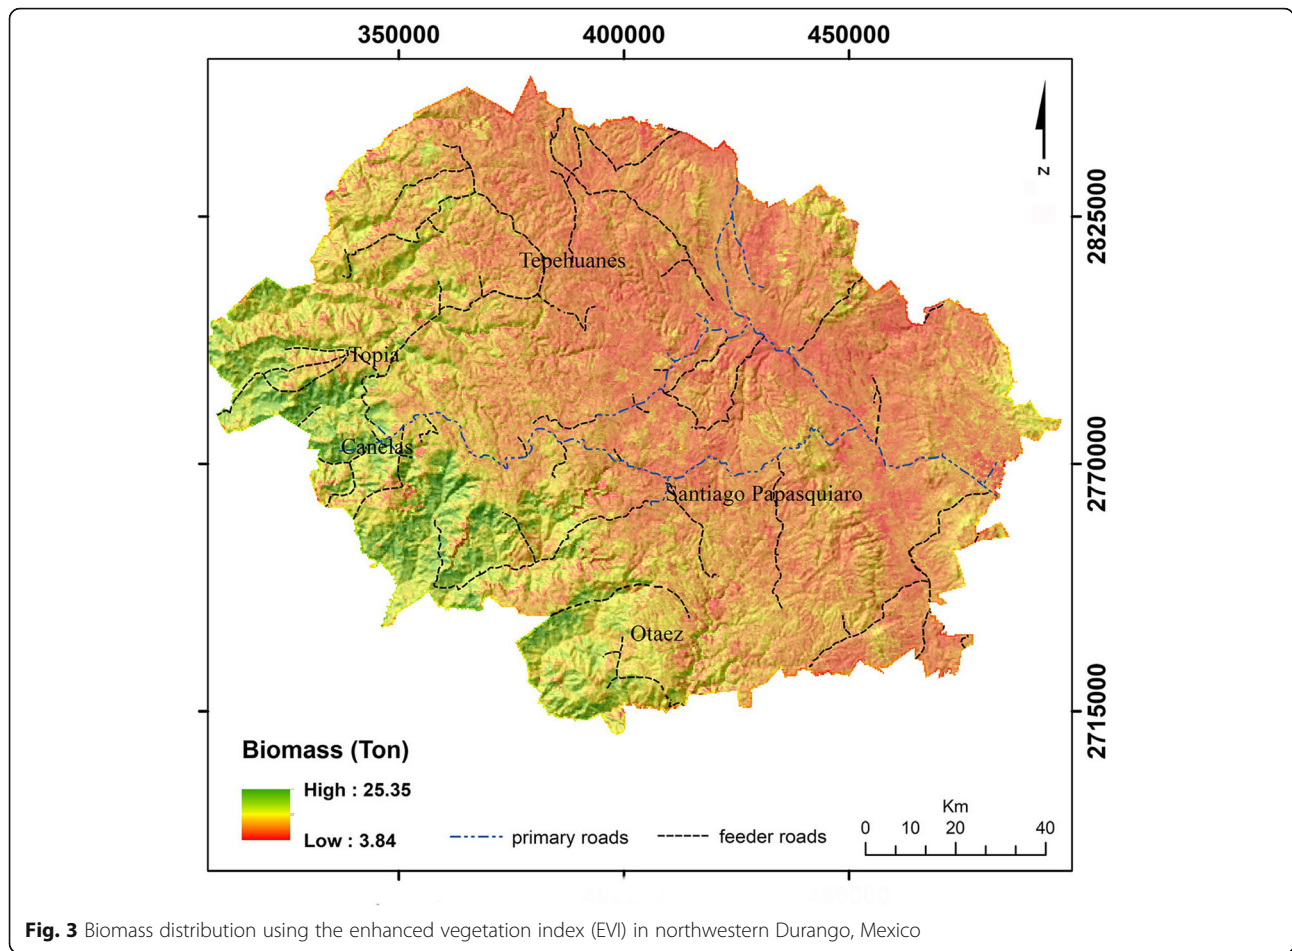 350000 400000 450000
z
2825000
Tepehuanes
Topia
Canelas
2770000
Santiago Papasquiaro
Otaez
2715000
Biomass (Ton)
High : 25.35
Low : 3.84
primary roads
feeder roads
Km
0 10 20 40
Fig. 3 Biomass distribution using the enhanced vegetation index (EVI) in northwestern Durango, Mexico